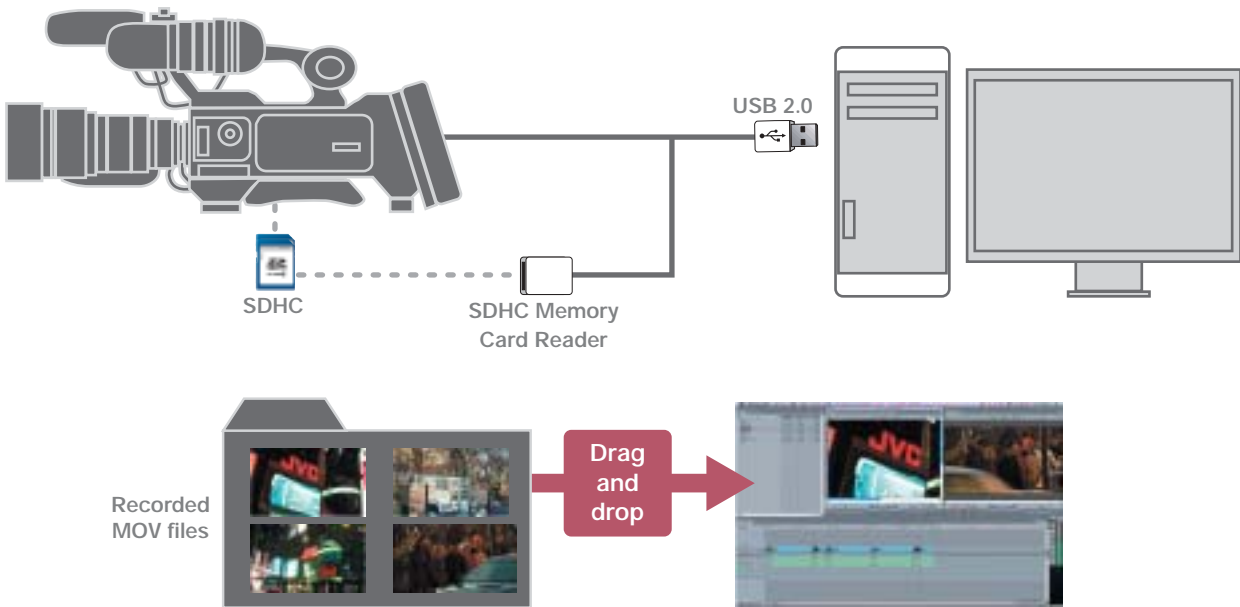 USB 2.0
SDHC
SDHC Memory
Card Reader
Recorded
MOV files
JVC
Drag
and
drop
JVC